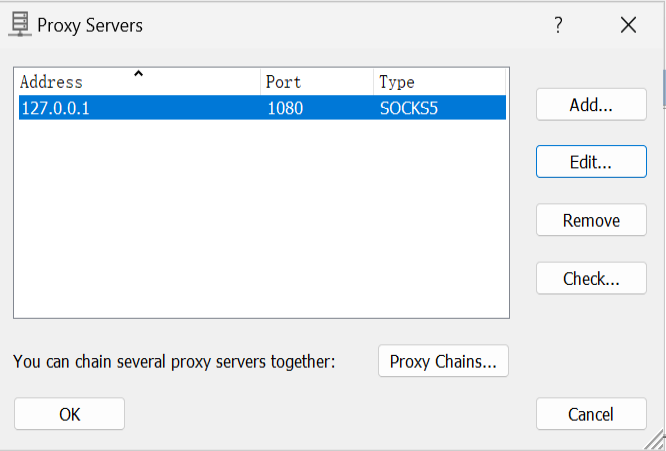 Proxy Servers ?
Address Port Type
127.0.0.1 1080 SOCKS5
Add...
Edit...
Remove
Check...
You can chain several proxy servers together: Proxy Chains...
OK Cancel